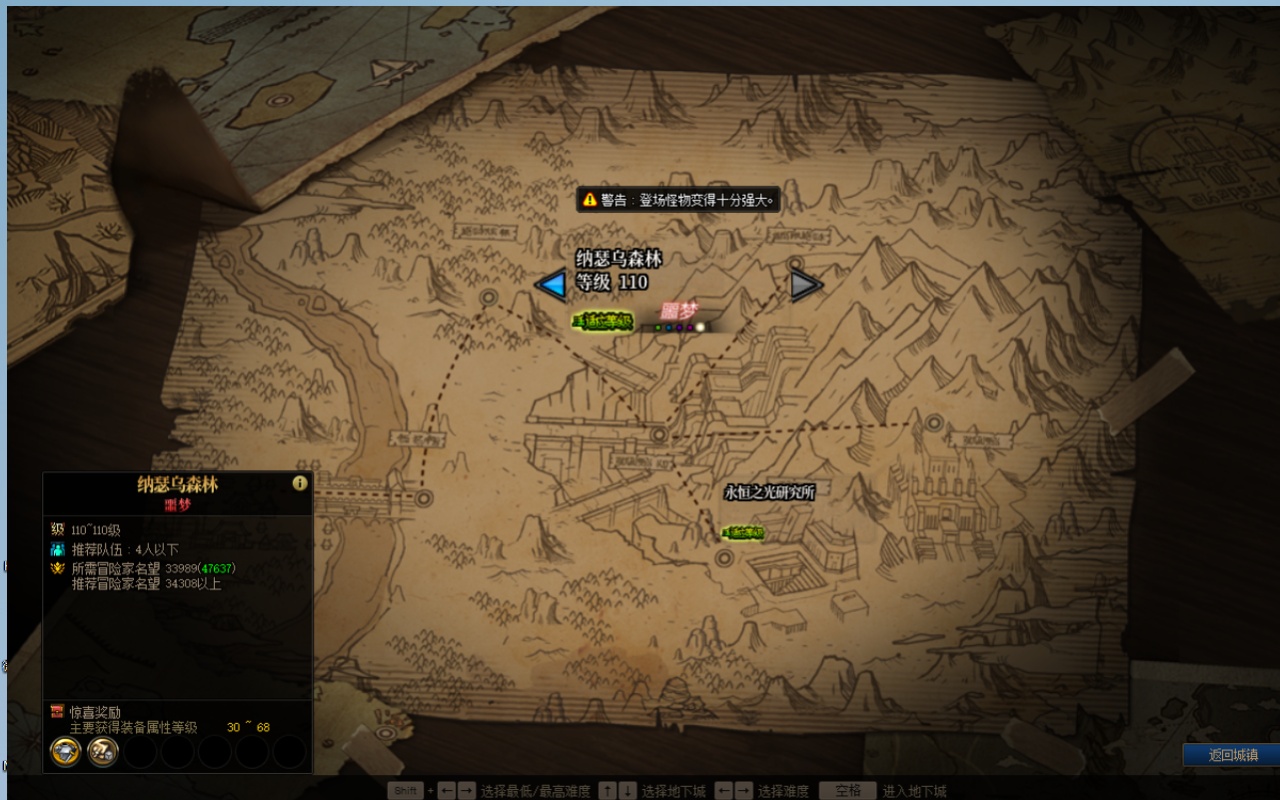 警告：登场怪物变得十分强大。
纳瑟乌森林
等级 110
噩梦
永恒之光研究所
纳瑟乌森林
噩梦
级 110~110级
推荐队伍：4人以下
所需冒险家名望 33989(47637)
推荐冒险家名望 34308以上
惊喜奖励
主要获得装备属性等级 30 ~ 68
返回城镇
Shift + ← → 选择最低/最高难度 ↑ ↓ 选择地下城 ← → 选择难度 空格 进入地下城